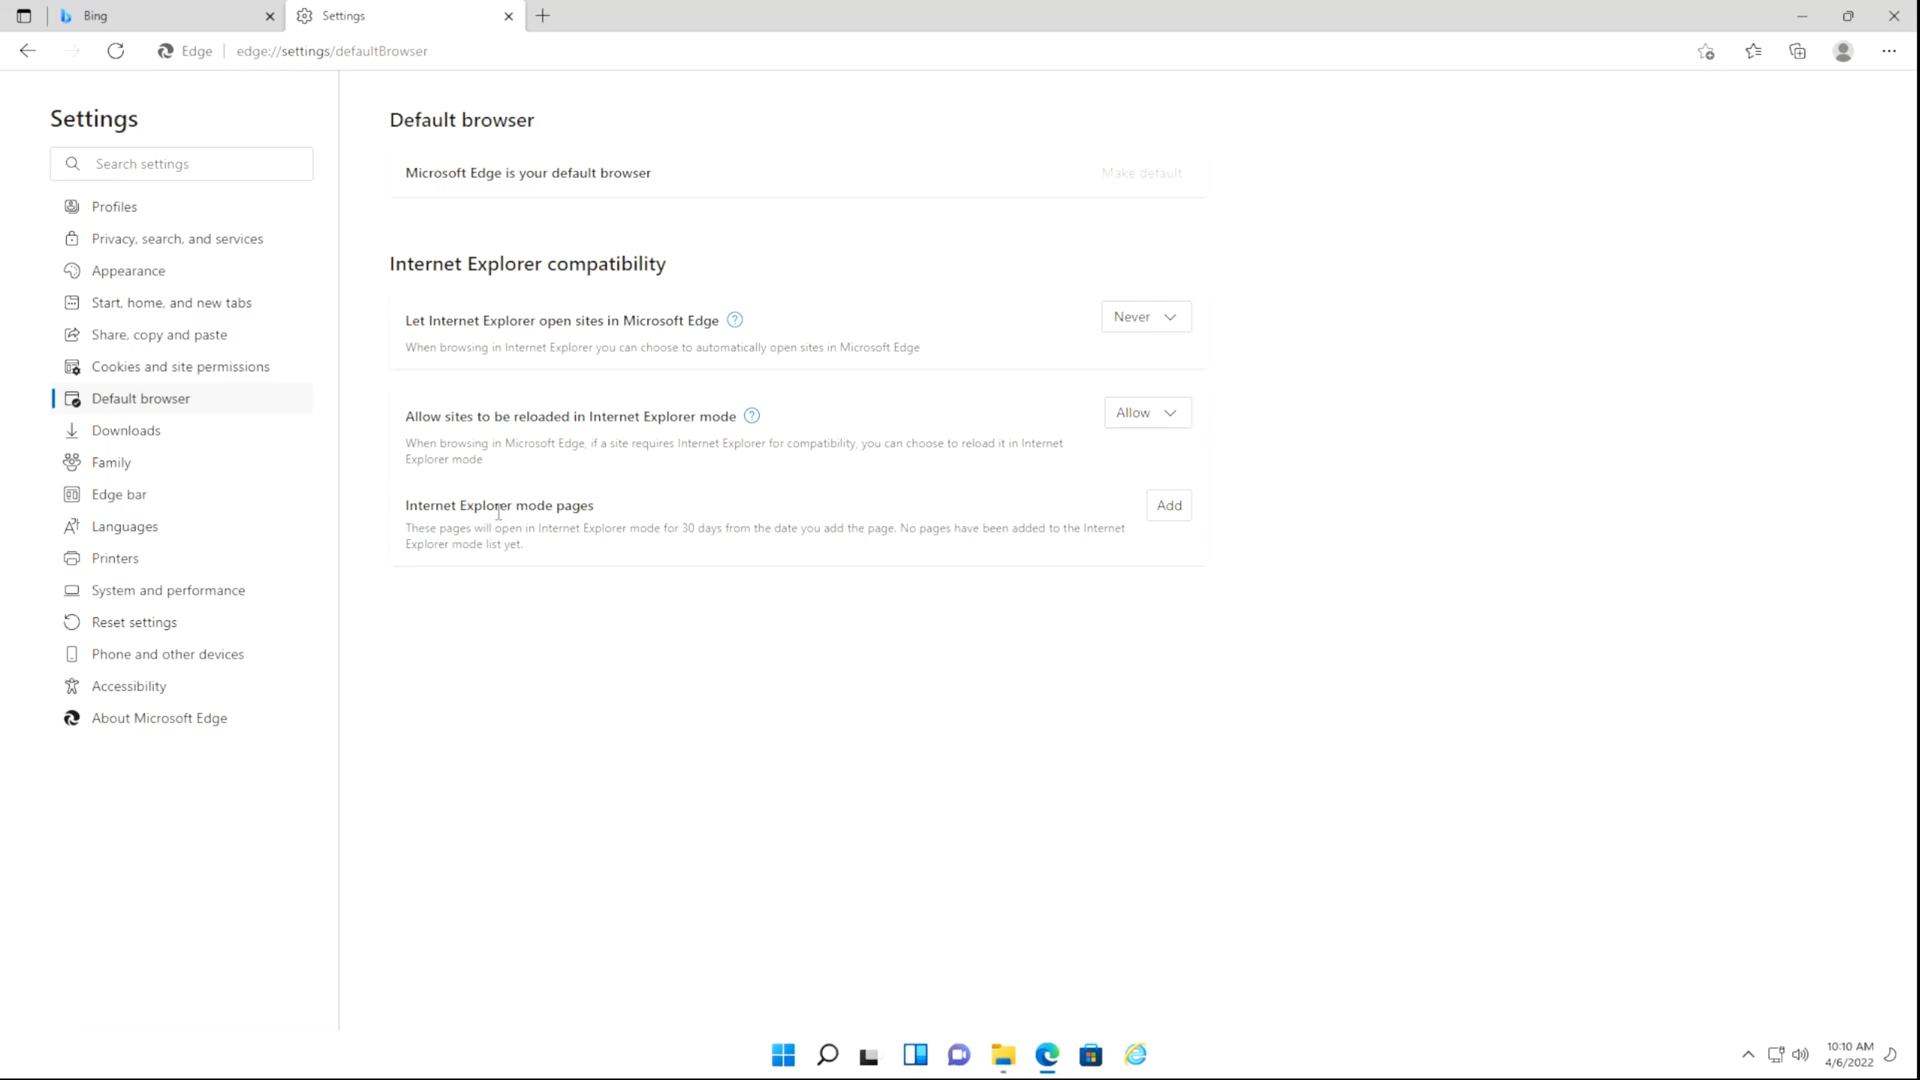 Bing
Settings
Edge
edge://settings/defaultBrowser
Settings
Search settings
Profiles
Privacy, search, and services
Appearance
Start, home, and new tabs
Share, copy and paste
Cookies and site permissions
Default browser
Downloads
Family
Edge bar
Languages
Printers
System and performance
Reset settings
Phone and other devices
Accessibility
About Microsoft Edge
Default browser
Microsoft Edge is your default browser
Make default
Internet Explorer compatibility
Let Internet Explorer open sites in Microsoft Edge
Never
When browsing in Internet Explorer you can choose to automatically open sites in Microsoft Edge
Allow sites to be reloaded in Internet Explorer mode
Allow
When browsing in Microsoft Edge, if a site requires Internet Explorer for compatibility, you can choose to reload it in Internet
Explorer mode
Internet Explorer mode pages
Add
These pages will open in Internet Explorer mode for 30 days from the date you add the page. No pages have been added to the Internet
Explorer mode list yet.
10:10 AM
4/6/2022